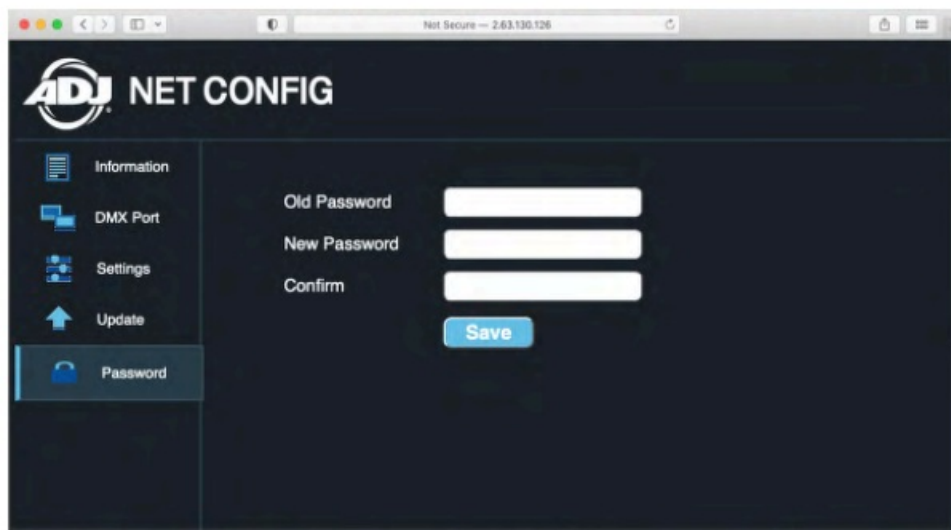 Not Secure — 2.63.130.126
ADJ NET CONFIG
Information
DMX Port
Settings
Update
Password
Old Password
New Password
Confirm
Save